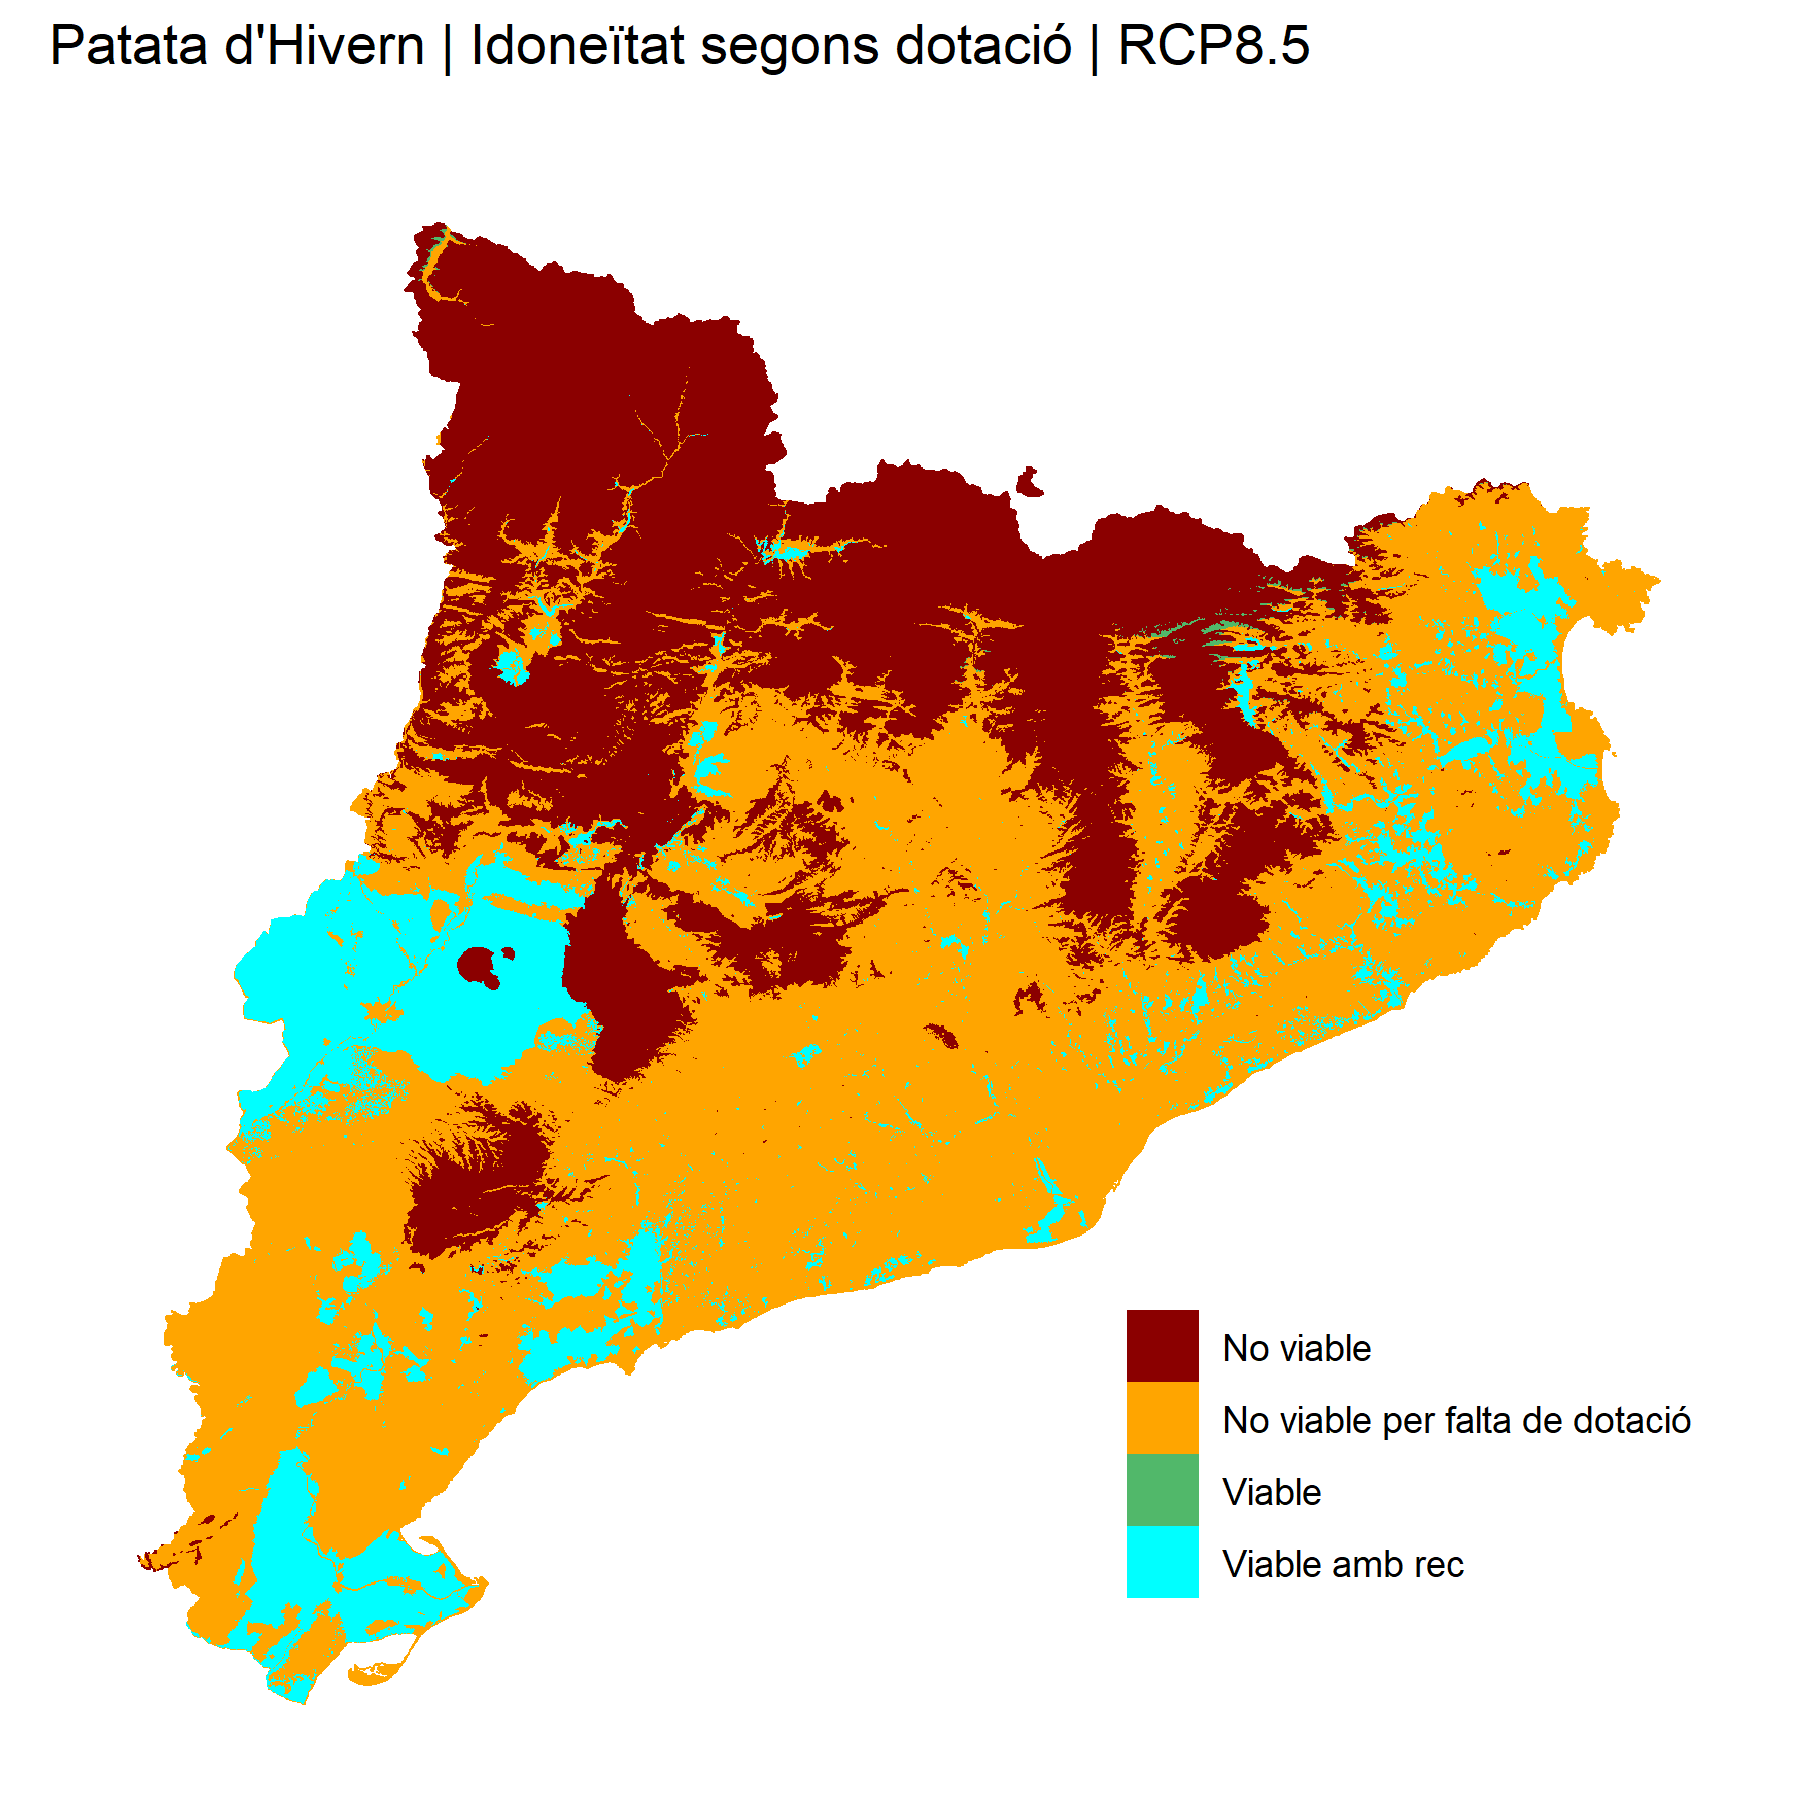 Patata d'Hivern | Idoneïtat segons dotació | RCP8.5
No viable
No viable per falta de dotació
Viable
Viable amb rec